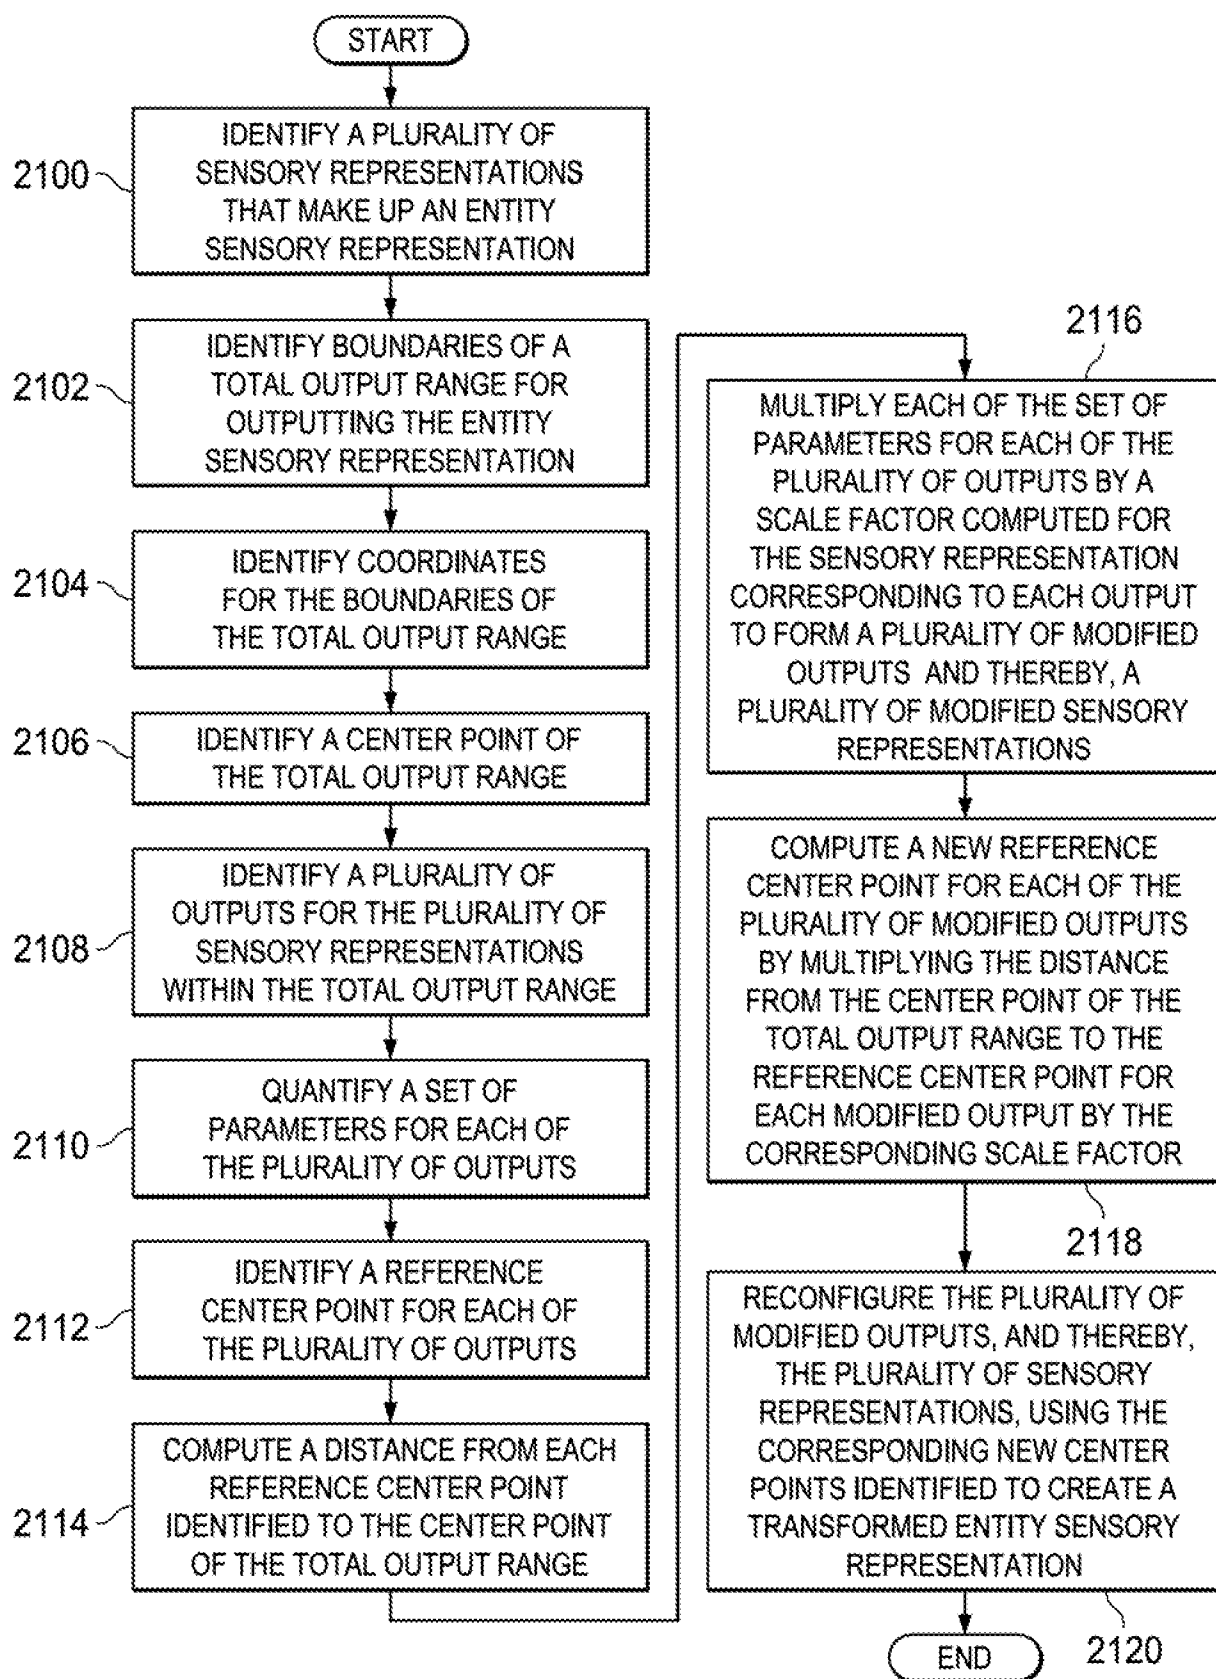 START
2100
IDENTIFY A PLURALITY OF
SENSORY REPRESENTATIONS
THAT MAKE UP AN ENTITY
SENSORY REPRESENTATION
2102
IDENTIFY BOUNDARIES OF A
TOTAL OUTPUT RANGE FOR
OUTPUTTING THE ENTITY
SENSORY REPRESENTATION
2104
IDENTIFY COORDINATES
FOR THE BOUNDARIES OF
THE TOTAL OUTPUT RANGE
2106
IDENTIFY A CENTER POINT OF
THE TOTAL OUTPUT RANGE
2108
IDENTIFY A PLURALITY OF
OUTPUTS FOR THE PLURALITY OF
SENSORY REPRESENTATIONS
WITHIN THE TOTAL OUTPUT RANGE
2110
QUANTIFY A SET OF
PARAMETERS FOR EACH OF
THE PLURALITY OF OUTPUTS
2112
IDENTIFY A REFERENCE
CENTER POINT FOR EACH OF
THE PLURALITY OF OUTPUTS
2114
COMPUTE A DISTANCE FROM EACH
REFERENCE CENTER POINT
IDENTIFIED TO THE CENTER POINT
OF THE TOTAL OUTPUT RANGE
2116
MULTIPLY EACH OF THE SET OF
PARAMETERS FOR EACH OF THE
PLURALITY OF OUTPUTS BY A
SCALE FACTOR COMPUTED FOR
THE SENSORY REPRESENTATION
CORRESPONDING TO EACH OUTPUT
TO FORM A PLURALITY OF MODIFIED
OUTPUTS AND THEREBY, A
PLURALITY OF MODIFIED SENSORY
REPRESENTATIONS
COMPUTE A NEW REFERENCE
CENTER POINT FOR EACH OF THE
PLURALITY OF MODIFIED OUTPUTS
BY MULTIPLYING THE DISTANCE
FROM THE CENTER POINT OF THE
TOTAL OUTPUT RANGE TO THE
REFERENCE CENTER POINT FOR
EACH MODIFIED OUTPUT BY THE
CORRESPONDING SCALE FACTOR
2118
RECONFIGURE THE PLURALITY OF
MODIFIED OUTPUTS, AND THEREBY,
THE PLURALITY OF SENSORY
REPRESENTATIONS, USING THE
CORRESPONDING NEW CENTER
POINTS IDENTIFIED TO CREATE A
TRANSFORMED ENTITY SENSORY
REPRESENTATION
2120
END